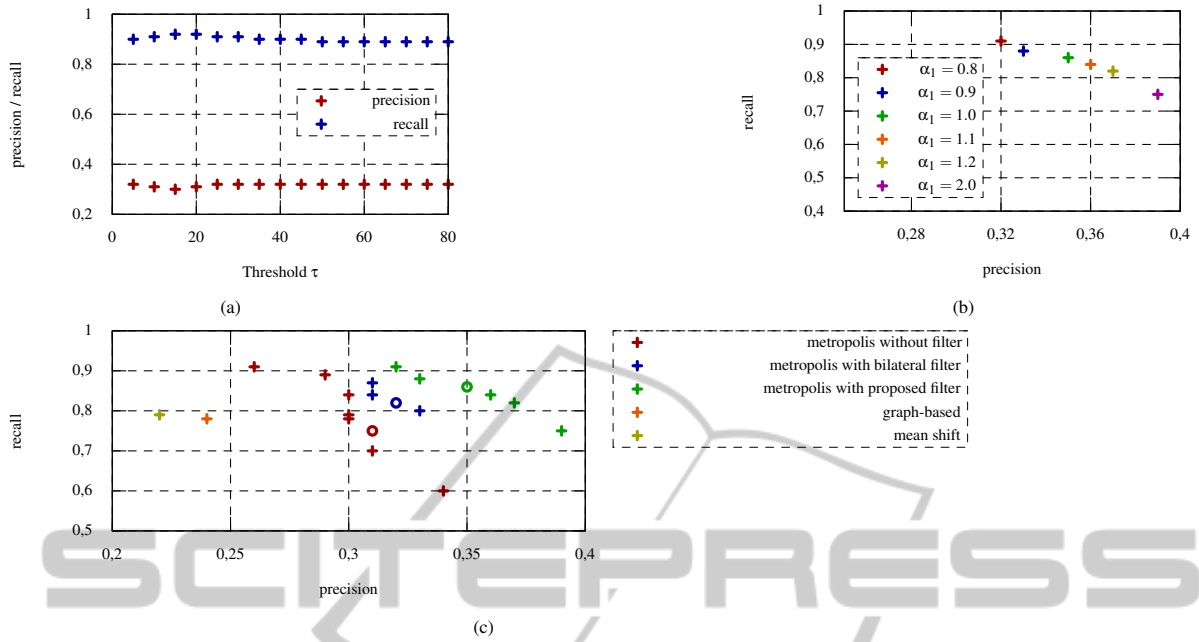 1
0,8
0,6
0,4
0,2
0 20 40 60 80
precision / recall
Threshold τ
precision
recall
(a)
1
0,9
0,8
0,7
0,6
0,5
0,4
0,28 0,32 0,36 0,4
recall
precision
α1 = 0.8
α1 = 0.9
α1 = 1.0
α1 = 1.1
α1 = 1.2
α1 = 2.0
(b)
1
0,9
0,8
0,7
0,6
0,5
0,2 0,25 0,3 0,35 0,4
recall
precision
metropolis without filter
metropolis with bilateral filter
metropolis with proposed filter
graph-based
mean shift
(c)
SCITEPRESS